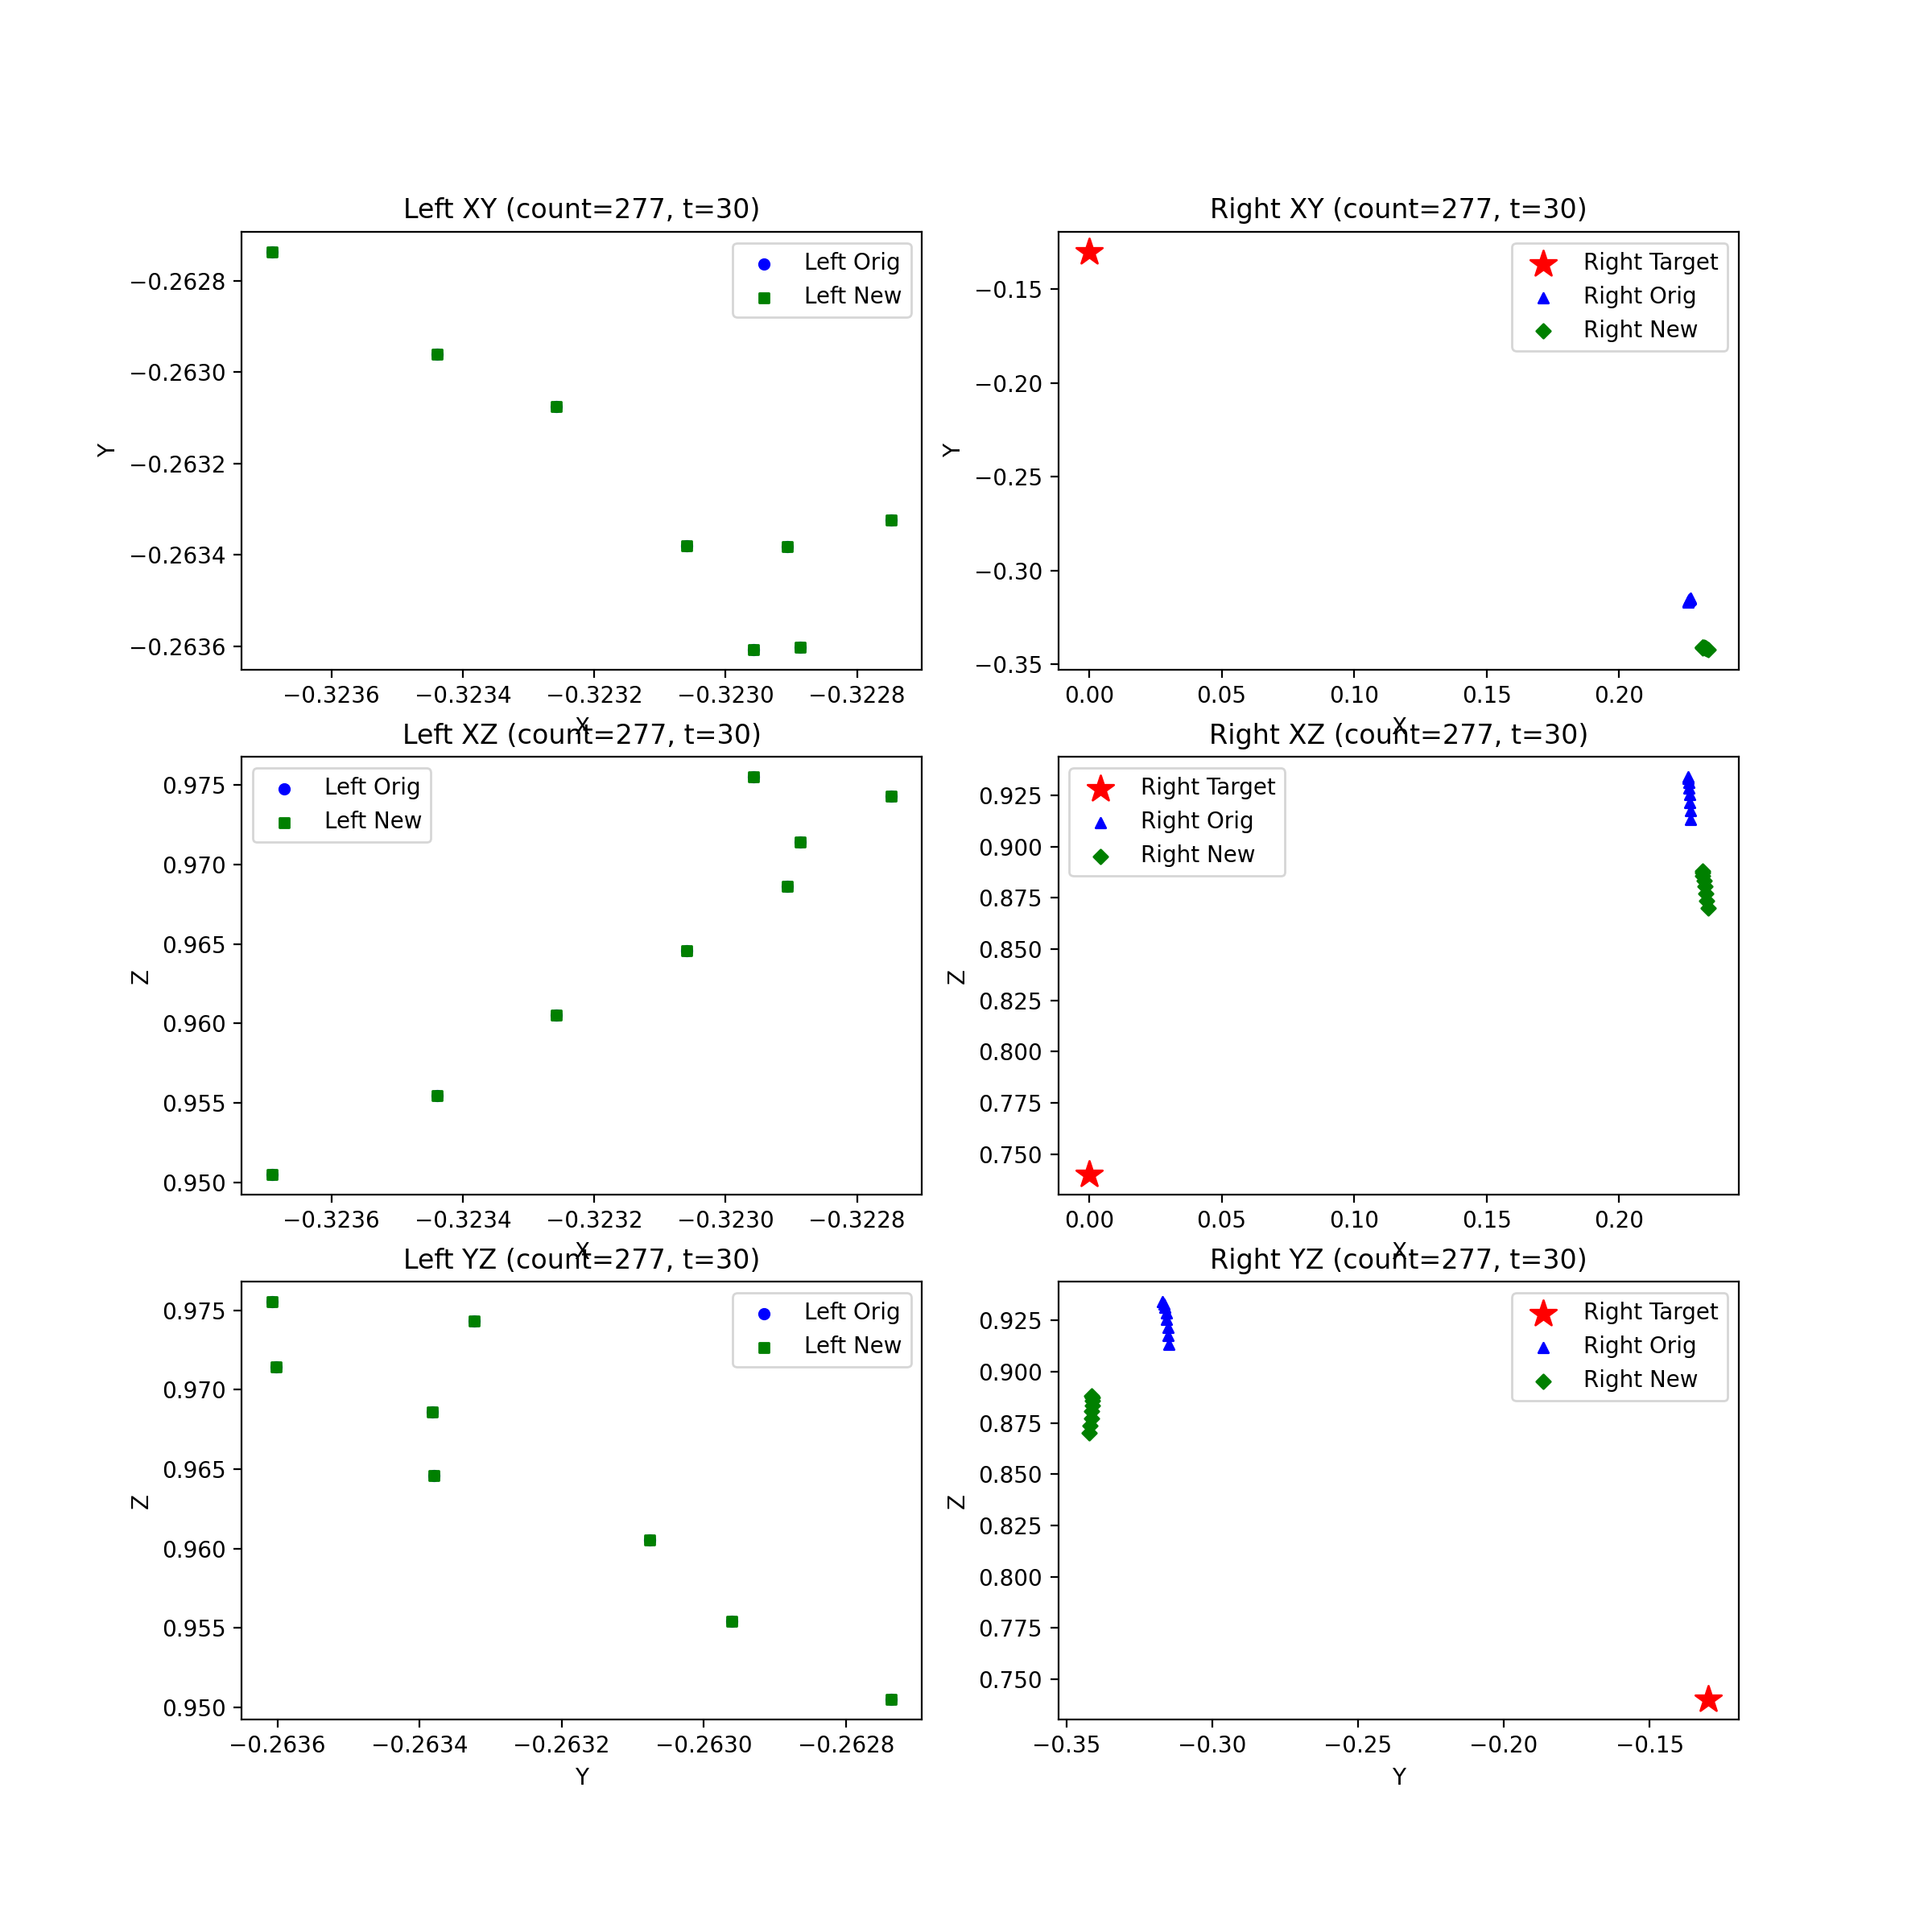 Left XY (count=277, t=30)
Left Orig
Left New
−0.2628
−0.2630
−0.2632
−0.2634
−0.2636
Y
−0.3236
−0.3234
−0.3232
−0.3230
−0.3228
X
Right XY (count=277, t=30)
Right Target
Right Orig
Right New
−0.15
−0.20
−0.25
−0.30
−0.35
Y
0.00
0.05
0.10
0.15
0.20
X
Left XZ (count=277, t=30)
Left Orig
Left New
0.975
0.970
0.965
0.960
0.955
0.950
Z
−0.3236
−0.3234
−0.3232
−0.3230
−0.3228
X
Right XZ (count=277, t=30)
Right Target
Right Orig
Right New
0.925
0.900
0.875
0.850
0.825
0.800
0.775
0.750
Z
0.00
0.05
0.10
0.15
0.20
X
Left YZ (count=277, t=30)
Left Orig
Left New
0.975
0.970
0.965
0.960
0.955
0.950
Z
−0.2636
−0.2634
−0.2632
−0.2630
−0.2628
Y
Right YZ (count=277, t=30)
Right Target
Right Orig
Right New
0.925
0.900
0.875
0.850
0.825
0.800
0.775
0.750
Z
−0.35
−0.30
−0.25
−0.20
−0.15
Y